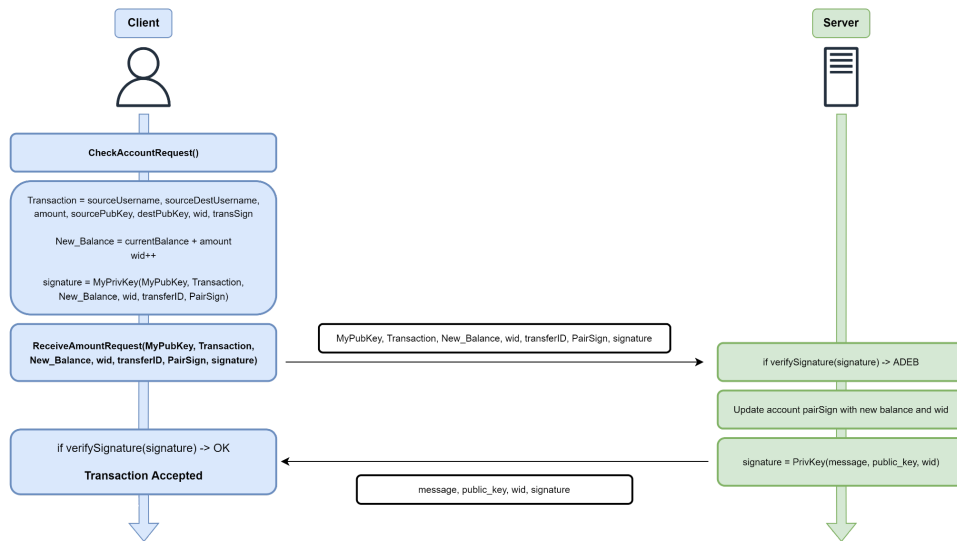 Client
Server
CheckAccountRequest()
Transaction = sourceUsername, sourceDestUsername,
amount, sourcePubKey, destPubKey, wid, transSign
New_Balance = currentBalance + amount
wid++
signature = MyPrivKey(MyPubKey, Transaction,
New_Balance, wid, transferID, PairSign)
ReceiveAmountRequest(MyPubKey, Transaction,
New_Balance, wid, transferID, PairSign, signature)
MyPubKey, Transaction, New_Balance, wid, transferID, PairSign, signature
if verifySignature(signature) -> ADEB
Update account pairSign with new balance and wid
signature = PrivKey(message, public_key, wid)
if verifySignature(signature) -> OK
Transaction Accepted
message, public_key, wid, signature